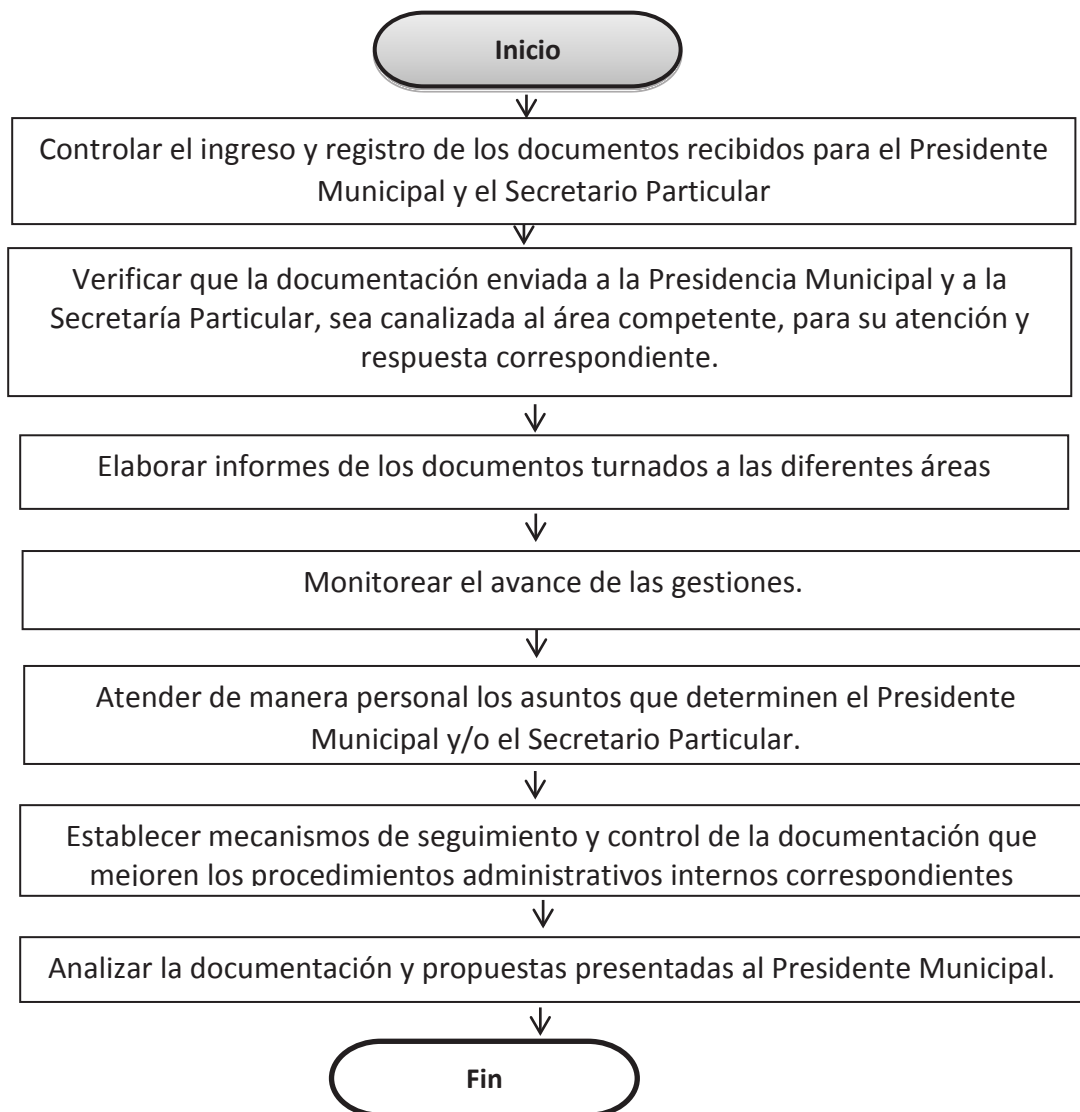 Inicio
Controlar el ingreso y registro de los documentos recibidos para el Presidente
Municipal y el Secretario Particular
Verificar que la documentación enviada a la Presidencia Municipal y a la
Secretaría Particular, sea canalizada al área competente, para su atención y
respuesta correspondiente.
Elaborar informes de los documentos turnados a las diferentes áreas
Monitorear el avance de las gestiones.
Atender de manera personal los asuntos que determinen el Presidente
Municipal y/o el Secretario Particular.
Establecer mecanismos de seguimiento y control de la documentación que
mejoren los procedimientos administrativos internos correspondientes
Analizar la documentación y propuestas presentadas al Presidente Municipal.
Fin